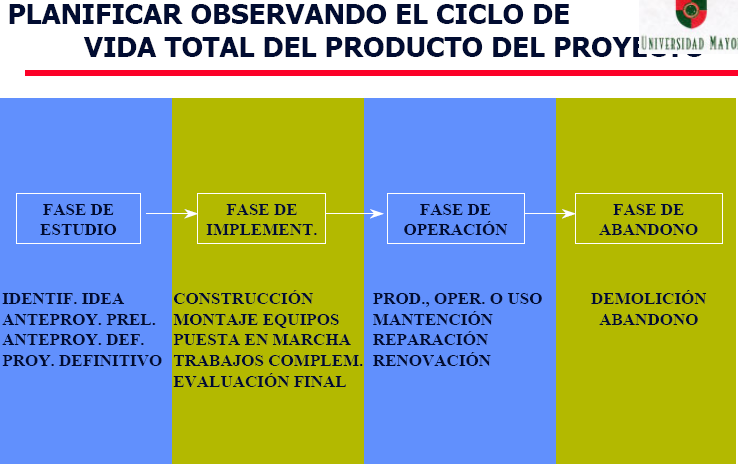 PLANIFICAR OBSERVANDO EL CICLO DE
VIDA TOTAL DEL PRODUCTO DEL PROYECTO
UNIVERSIDAD MAYO
FASE DE
ESTUDIO
FASE DE
IMPLEMENT.
FASE DE
OPERACIÓN
FASE DE
ABANDONO
IDENTIF. IDEA
ANTEPROY. PREL.
ANTEPROY. DEF.
PROY. DEFINITIVO
CONSTRUCCIÓN
MONTAJE EQUIPOS
PUESTA EN MARCHA
TRABAJOS COMPLEM.
EVALUACIÓN FINAL
PROD., OPER. O USO
MANTENCIÓN
REPARACIÓN
RENOVACIÓN
DEMOLICIÓN
ABANDONO